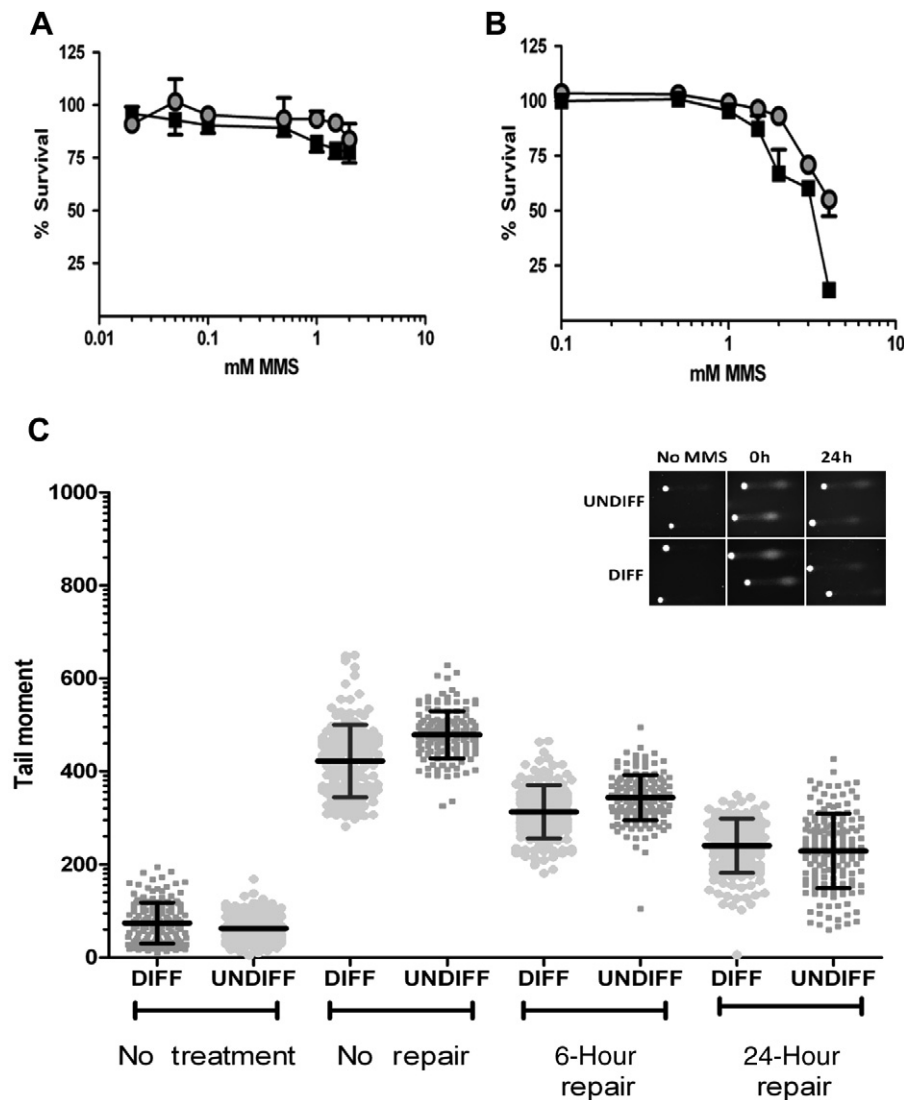 A
B
125
100
75
50
25
% Survival
0.01
0.1
1
10
mM MMS
125
100
75
50
25
% Survival
0.1
1
10
mM MMS
C
No MMS 0h 24h
UNDIFF
DIFF
1000
800
600
400
200
0
Tail moment
DIFF UNDIFF DIFF UNDIFF DIFF UNDIFF DIFF UNDIFF
No treatment No repair 6-Hour repair 24-Hour repair